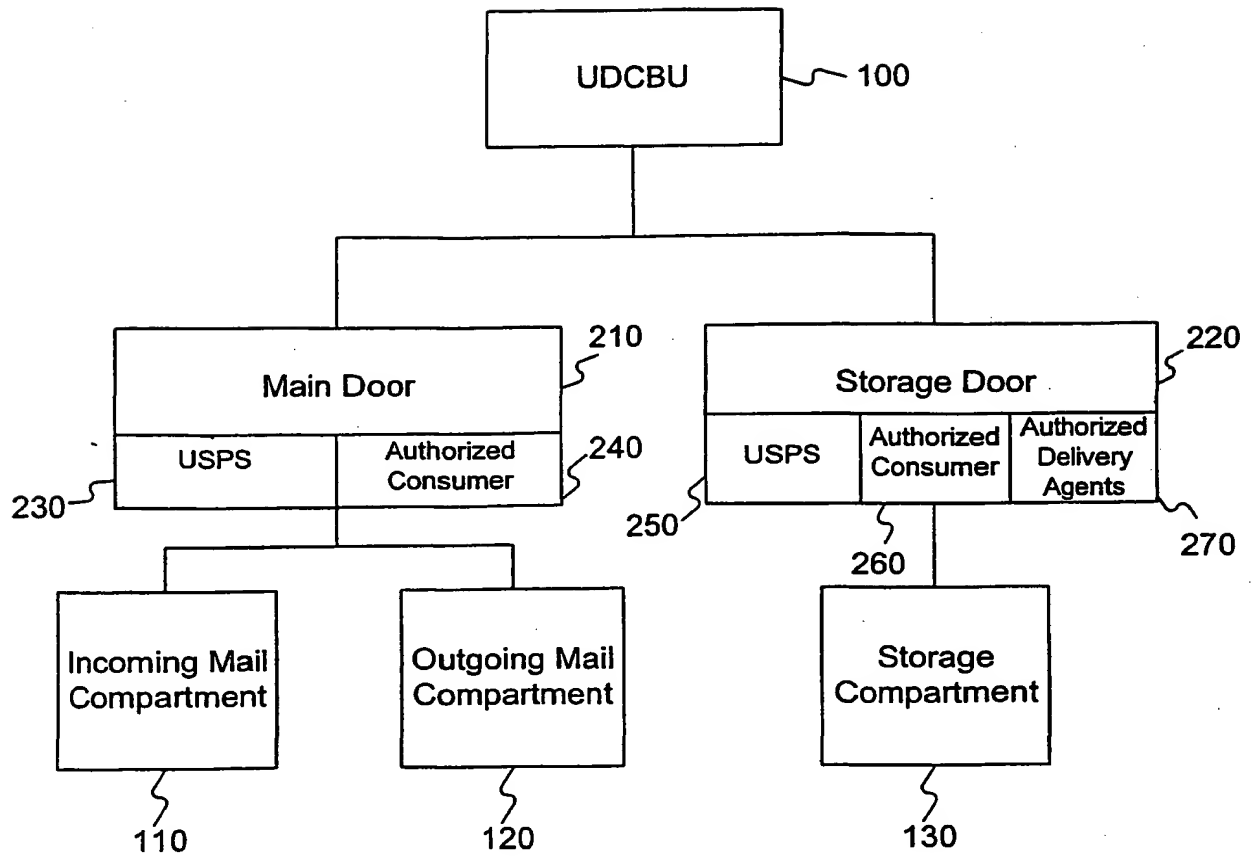 UDCBU
100
Main Door
210
USPS
230
Authorized
Consumer
240
Storage Door
220
USPS
250
Authorized
Consumer
260
Authorized
Delivery
Agents
270
Incoming Mail
Compartment
110
Outgoing Mail
Compartment
120
Storage
Compartment
130